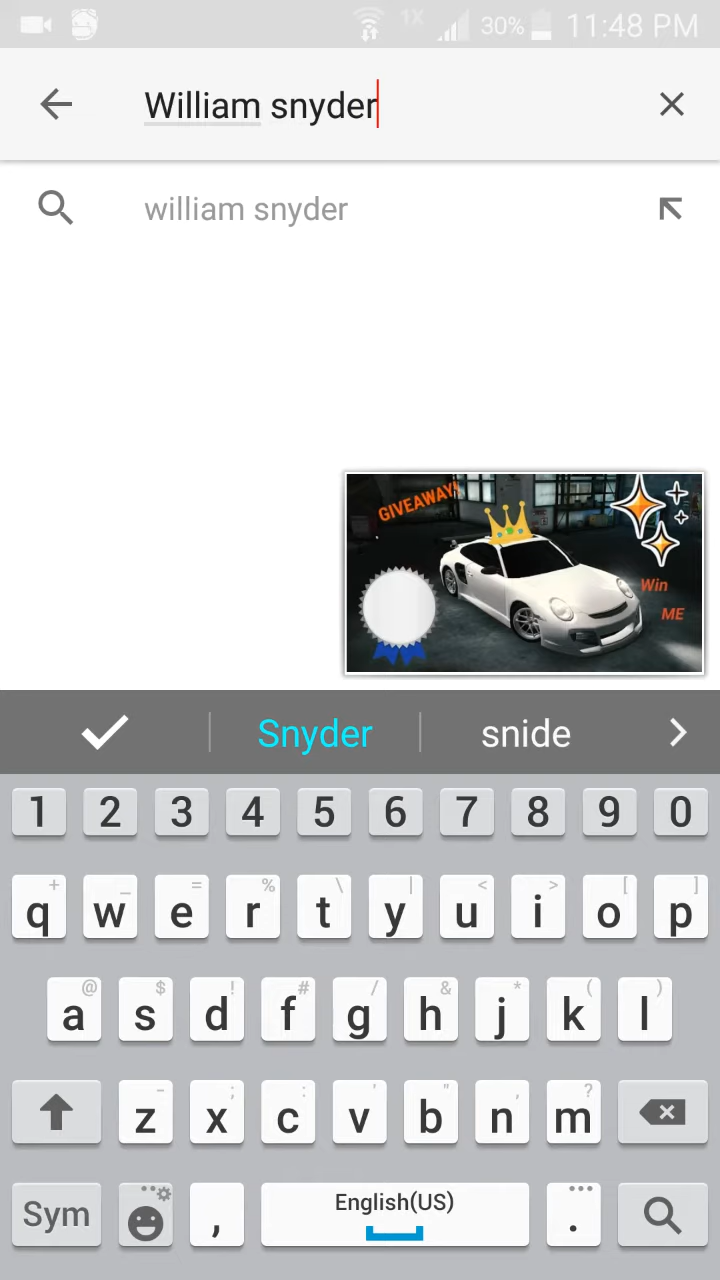 1X 30% 11:48 PM
William snyder
william snyder
GIVEAWAY!
Win
ME
Snyder snide
1 2 3 4 5 6 7 8 9 0
+ _ = % \ | < > [ ]
q w e r t y u i o p
@ $ ! # / & * ( )
a s d f g h j k l
- ; : ' " , ?
z x c v b n m
Sym , English(US) .